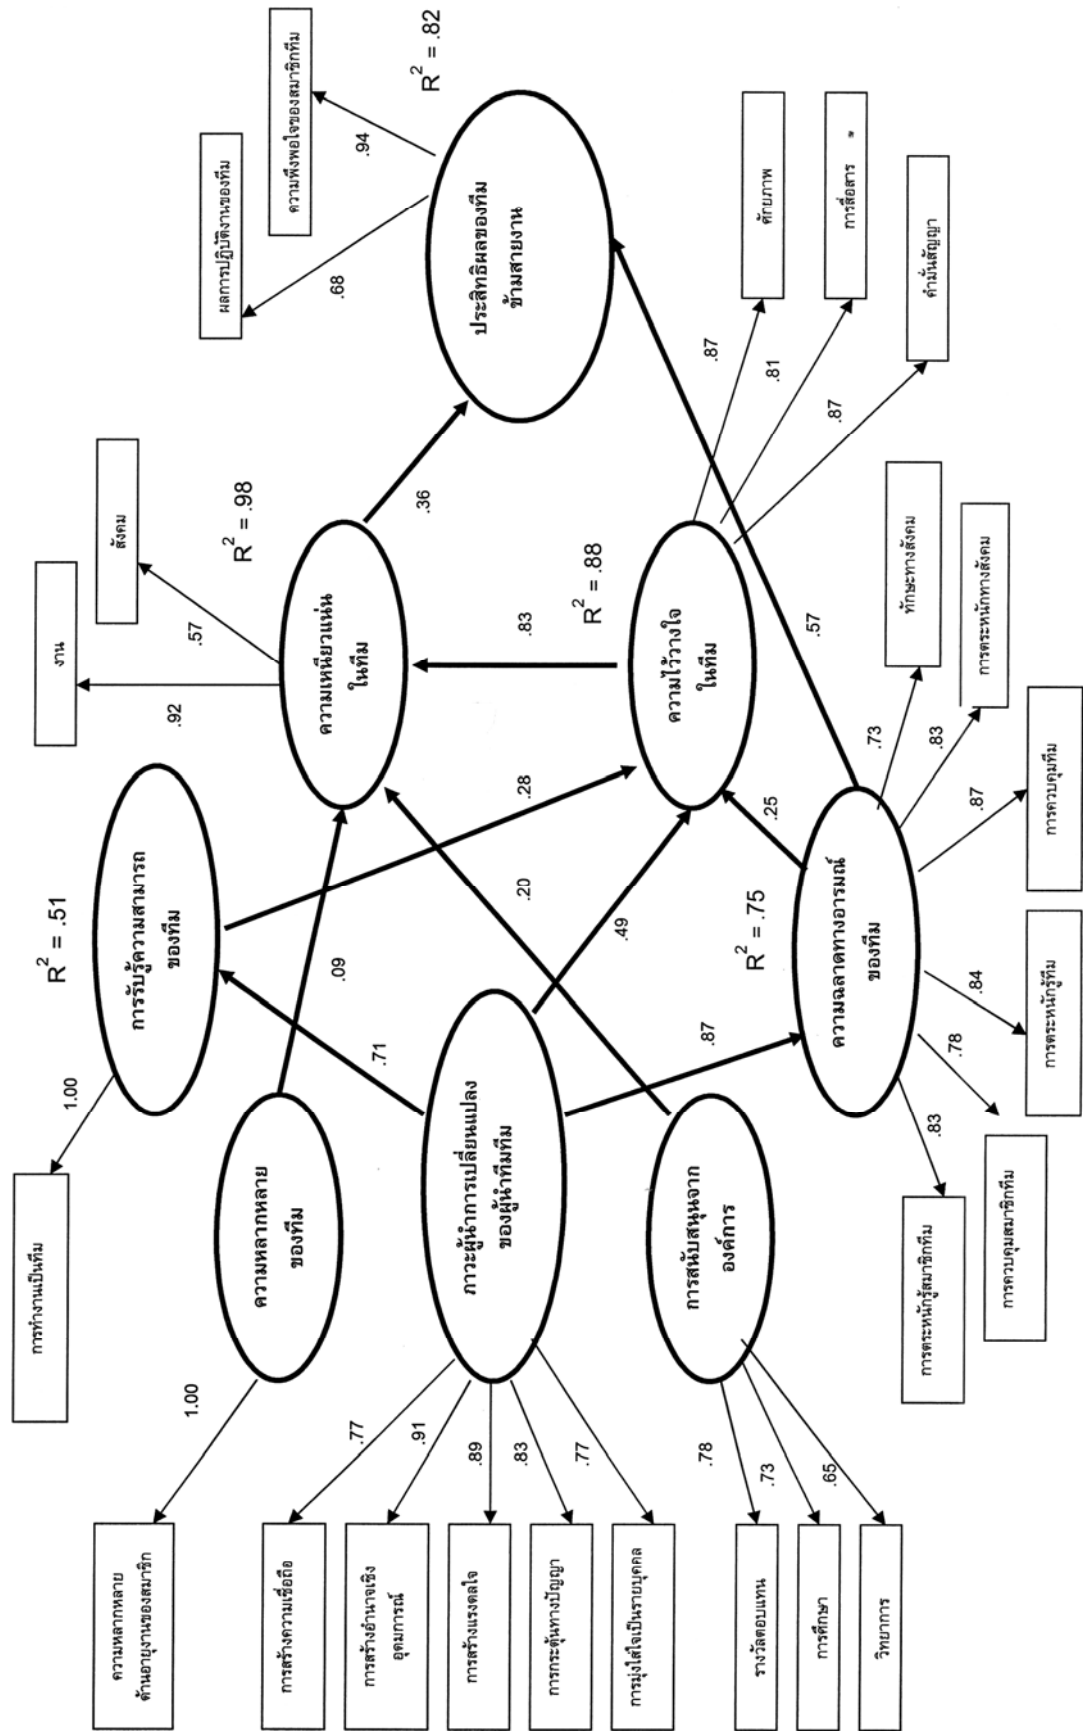 การทำงานเป็นทีม
1.00
การรับรู้ความสามารถ
ของทีม
R² = .51
งาน
.92
สังคม
.57
ความเหนียวแน่น
ในทีม
R² = .98
ผลการปฏิบัติงานของทีม
.68
ความพึงพอใจของสมาชิกทีม
.94
R² = .82
ประสิทธิผลของทีม
ข้ามสายงาน
ความหลากหลาย
ด้านอายุงานของสมาชิก
1.00
ความหลากหลาย
ของทีม
.09
.71
.28
.36
การสร้างความเชื่อถือ
.77
การสร้างอำนาจเชิง
อุดมการณ์
.91
การสร้างแรงดลใจ
.89
การกระตุ้นทางปัญญา
.83
การมุ่งใส่ใจเป็นรายบุคคล
.77
ภาวะผู้นำการเปลี่ยนแปลง
ของผู้นำทีมทีม
.20
.49
.87
.83
R² = .88
ความไว้วางใจ
ในทีม
.87
ศักยภาพ
.81
การสื่อสาร
.87
คำมั่นสัญญา
รางวัลตอบแทน
.78
การศึกษา
.73
วิทยาการ
.65
การสนับสนุนจาก
องค์การ
R² = .75
.25
.57
ความฉลาดทางอารมณ์
ของทีม
.83
การตระหนักรู้สมาชิกทีม
.78
การควบคุมสมาชิกทีม
.84
การตระหนักรู้ทีม
.87
การควบคุมทีม
.83
การตระหนักทางสังคม
.73
ทักษะทางสังคม